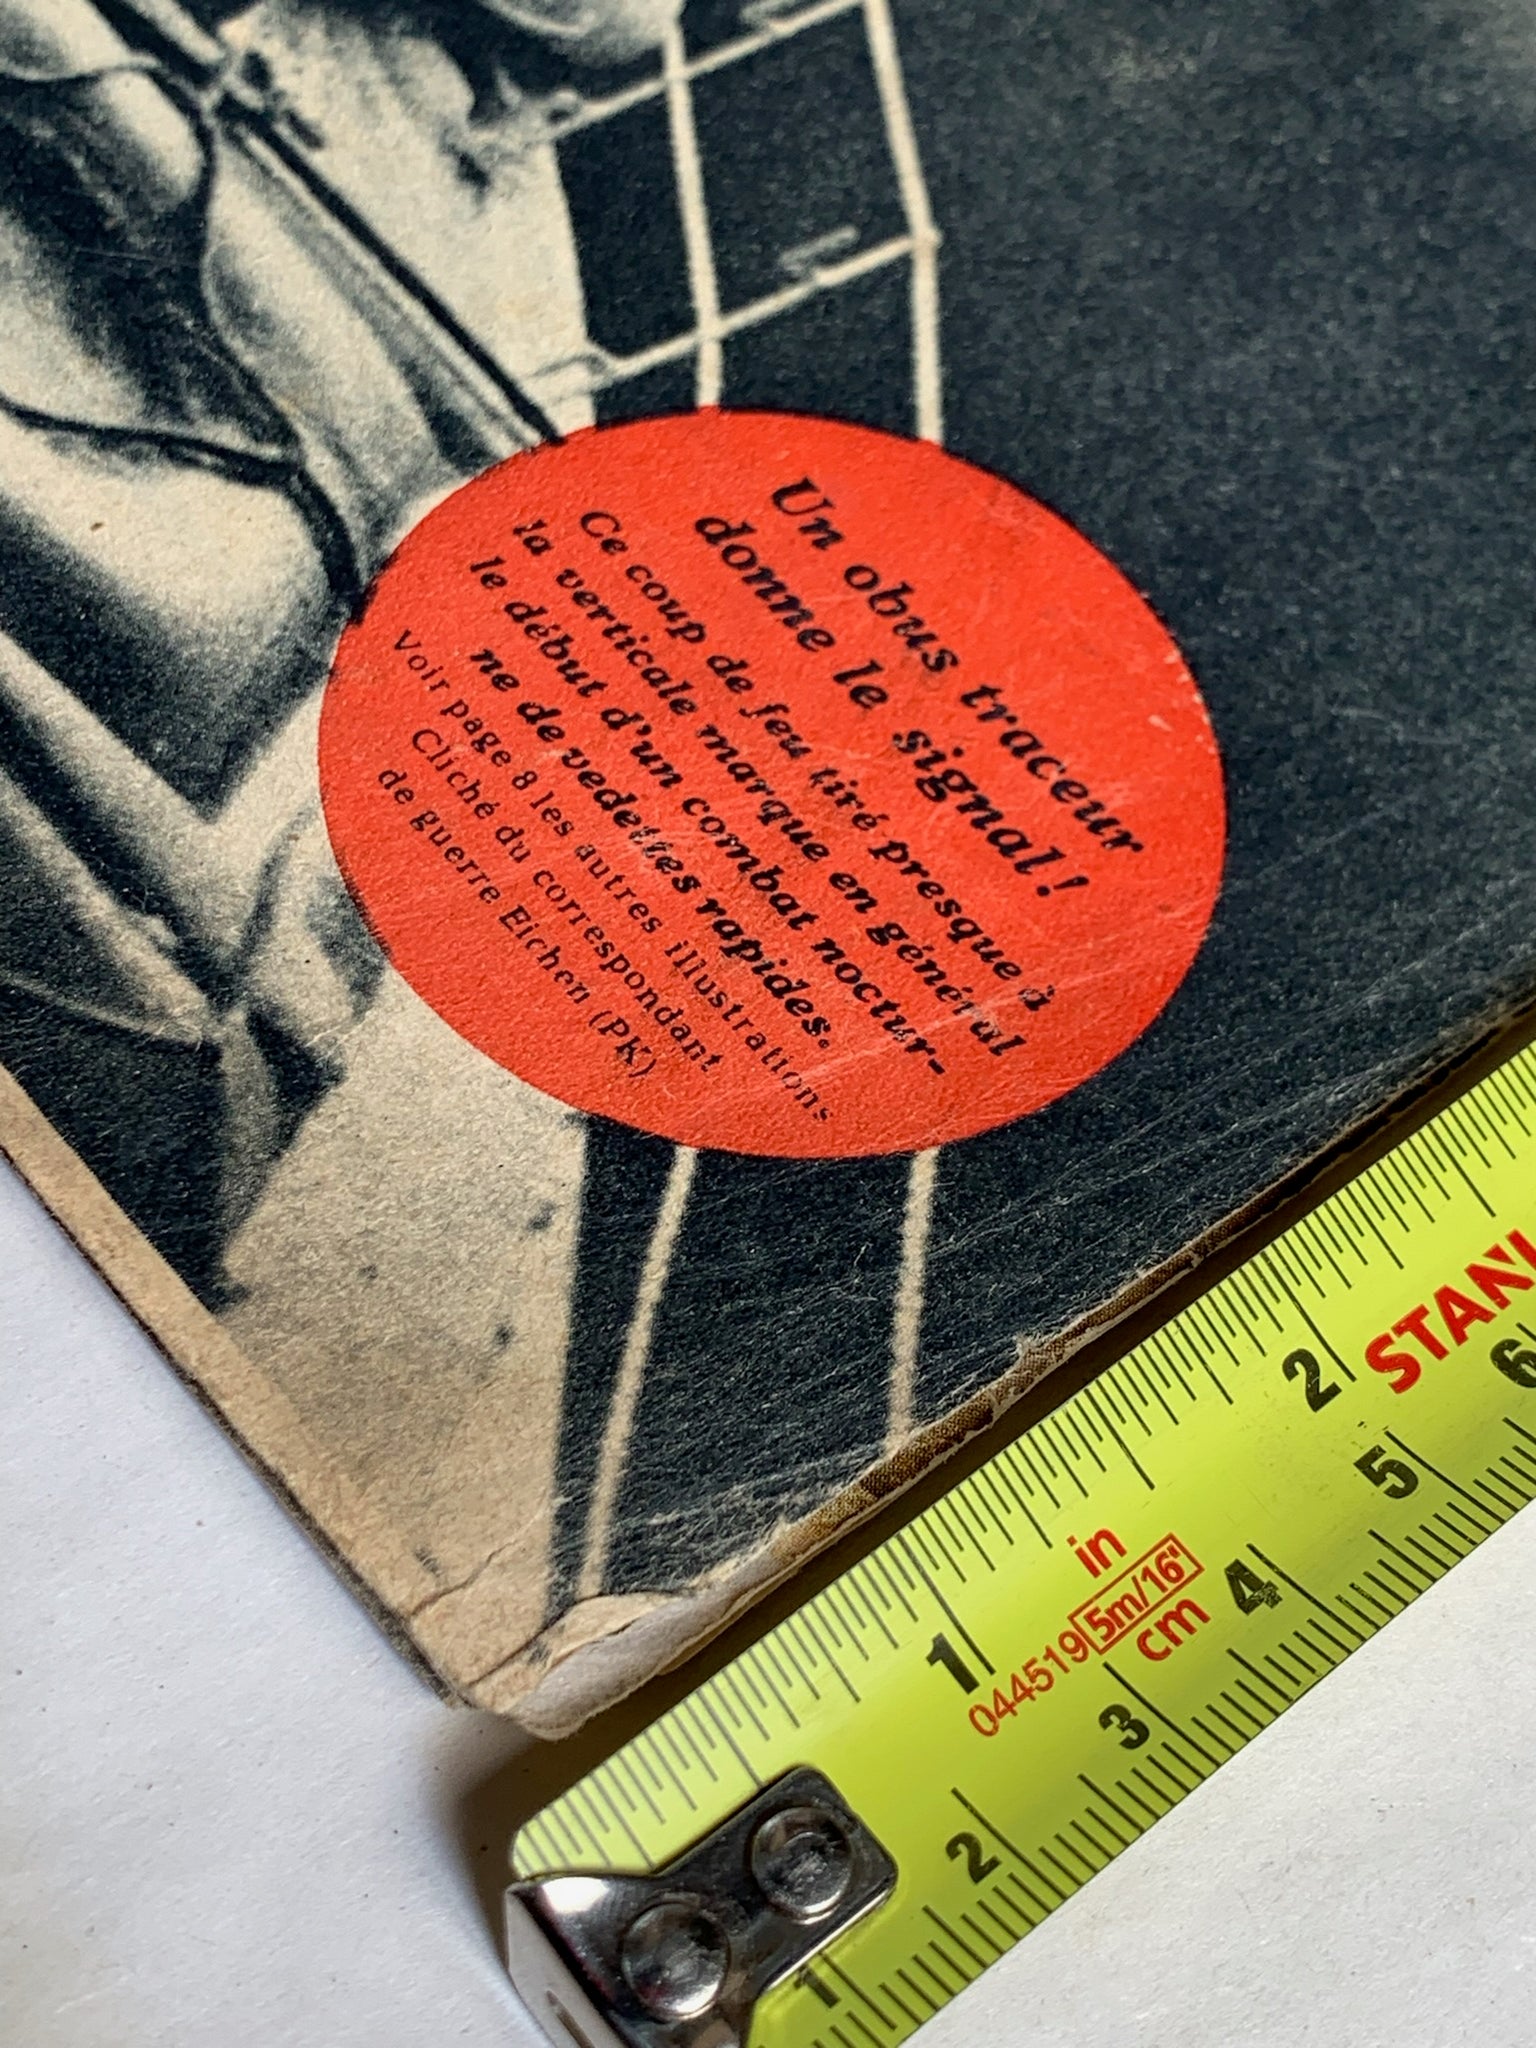 Un obus traceur
donne le signal!
Ce coup de feu tiré presque à
la verticale marque en général
le début d'un combat noctur-
ne de vedettes rapides.
Voir page 8 les autres illustrations
Cliché du correspondant
de guerre Eichen (PK)
2
1
in
044519 5m/16'
cm
1
2
3
4
5
6